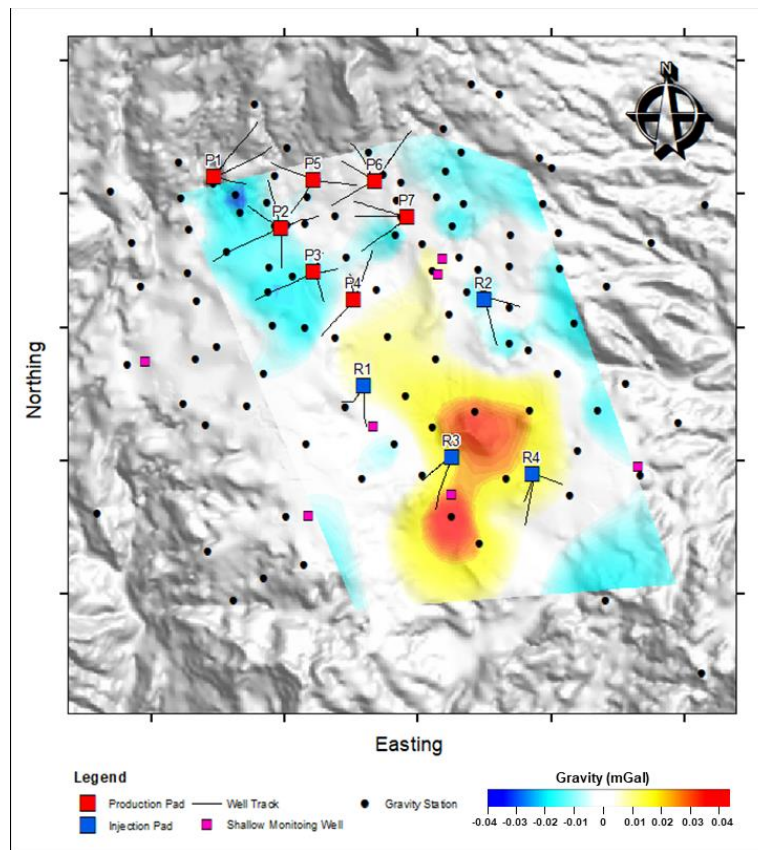 N
P1
P5
P6
P2
P7
P3
P4
R2
R1
R3
R4
Northing
Easting
Legend
Production Pad
Well Track
Gravity Station
Injection Pad
Shallow Monitoing Well
Gravity (mGal)
-0.04 -0.03 -0.02 -0.01 0 0.01 0.02 0.03 0.04